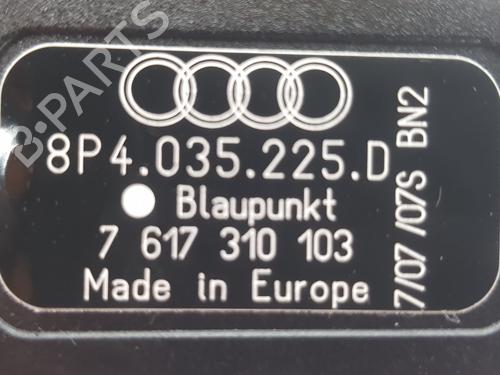 8P4.035.225.D
Blaupunkt
7 617 310 103
Made in Europe
7/07 /07S BN2
B-PARTS